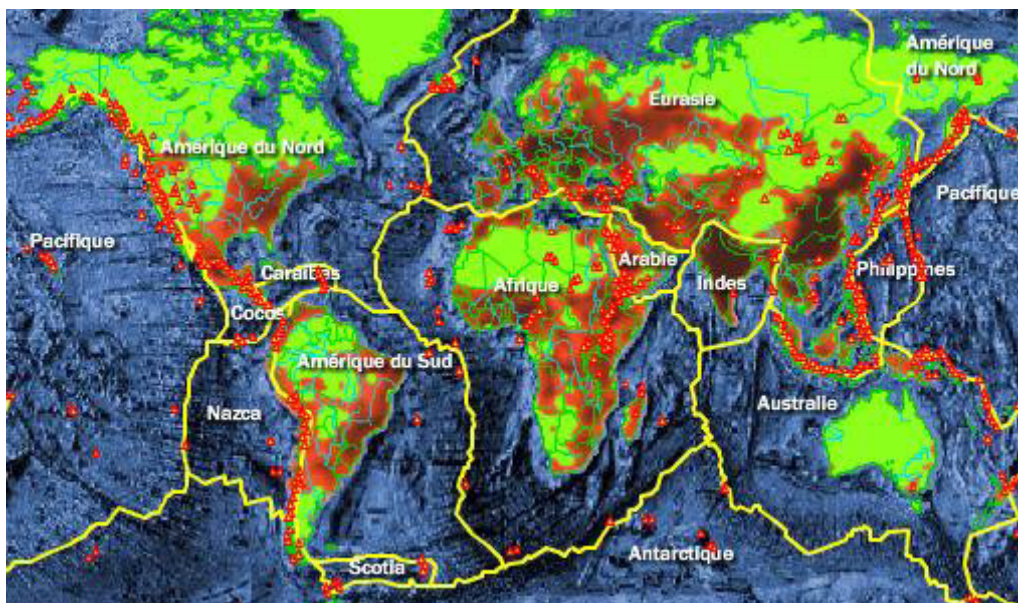 Amérique
du Nord
Eurasie
Amérique du Nord
Pacifique
Pacifique
Caraïbes
Arabie
Philippines
Afrique
Indes
Cocos
Amérique du Sud
Nazca
Australie
Antarctique
Scotia